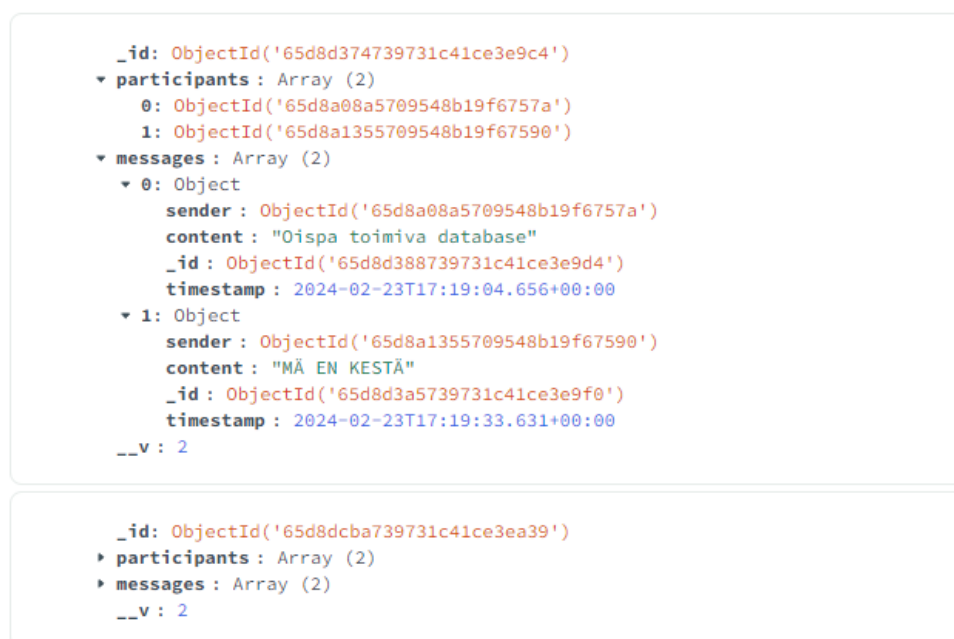 _id: ObjectId('65d8d374739731c41ce3e9c4')
participants : Array (2)
0: ObjectId('65d8a08a5709548b19f6757a')
1: ObjectId('65d8a1355709548b19f67590')
messages : Array (2)
0: Object
sender : ObjectId('65d8a08a5709548b19f6757a')
content : "Oispa toimiva database"
_id : ObjectId('65d8d388739731c41ce3e9d4')
timestamp : 2024-02-23T17:19:04.656+00:00
1: Object
sender : ObjectId('65d8a1355709548b19f67590')
content : "MÄ EN KESTÄ"
_id : ObjectId('65d8d3a5739731c41ce3e9f0')
timestamp : 2024-02-23T17:19:33.631+00:00
__v : 2
_id: ObjectId('65d8dcba739731c41ce3ea39')
participants : Array (2)
messages : Array (2)
__v : 2